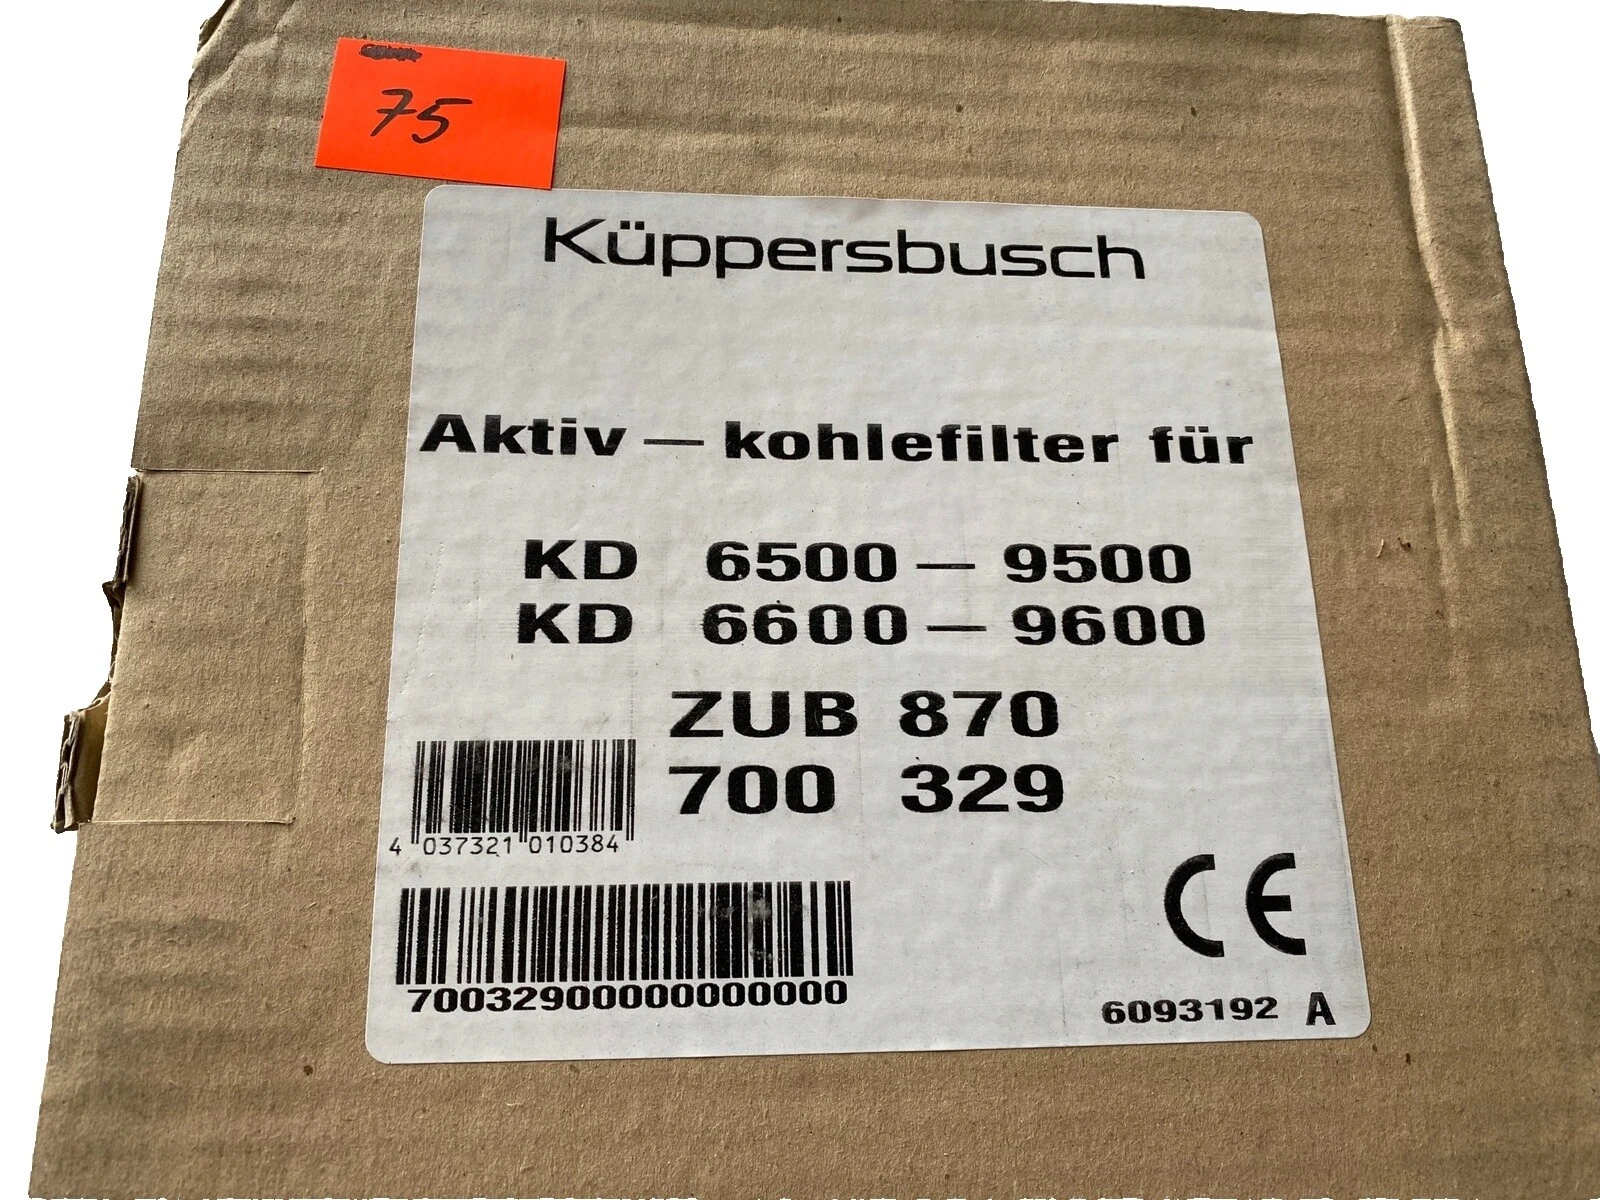 75
Küppersbusch
Aktiv — kohlefilter für
KD 6500 — 9500
KD 6600 — 9600
ZUB 870
700 329
4 037321 010384
70032900000000000
6093192 A
CE